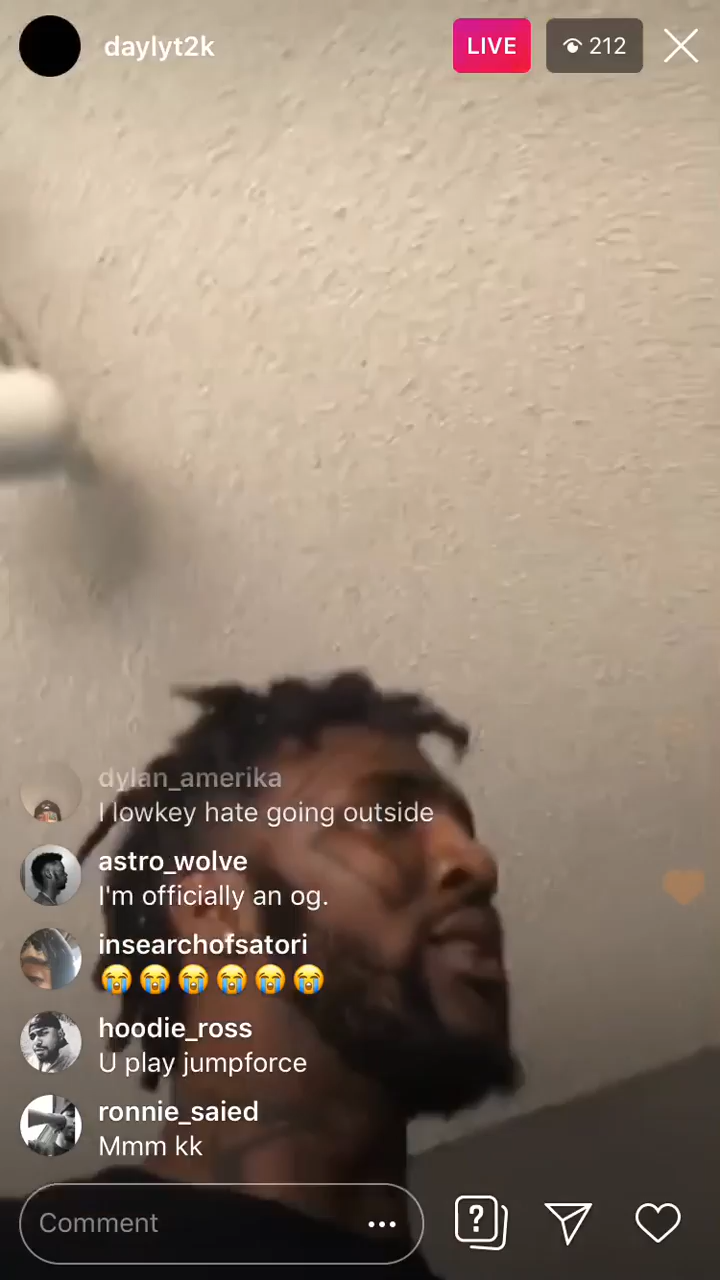 daylyt2k
LIVE
212
dylan_amerika
I lowkey hate going outside
astro_wolve
I'm officially an og.
insearchofsatori
😭😭😭😭😭😭
hoodie_ross
U play jumpforce
ronnie_saied
Mmm kk
Comment